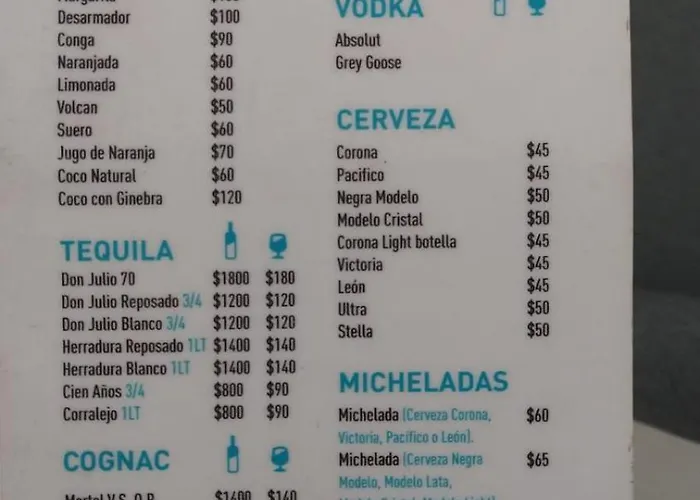 Desarmador $100
Conga $90
Naranjada $60
Limonada $60
Volcan $50
Suero $60
Jugo de Naranja $70
Coco Natural $60
Coco con Ginebra $120
TEQUILA
Don Julio 70 $1800 $180
Don Julio Reposado 3/4 $1200 $120
Don Julio Blanco 3/4 $1200 $120
Herradura Reposado 1LT $1400 $140
Herradura Blanco 1LT $1400 $140
Cien Años 3/4 $800 $90
Corralejo 1LT $800 $90
COGNAC
Martel V.S.O.P. $1400 $140
VODKA
Absolut
Grey Goose
CERVEZA
Corona $45
Pacifico $45
Negra Modelo $50
Modelo Cristal $50
Corona Light botella $45
Victoria $45
León $45
Ultra $50
Stella $50
MICHELADAS
Michelada (Cerveza Corona, $60
Victoria, Pacífico o León).
Michelada (Cerveza Negra $65
Modelo, Modelo Lata,